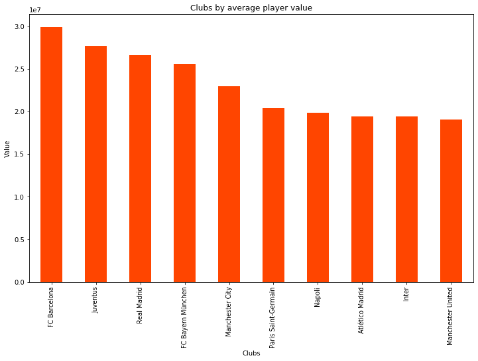 Clubs by average player value
1e7
3.0
2.5
2.0
1.5
1.0
0.5
0.0
Value
FC Barcelona
Juventus
Real Madrid
FC Bayern München
Manchester City
Paris Saint-Germain
Napoli
Atlético Madrid
Inter
Manchester United
Clubs